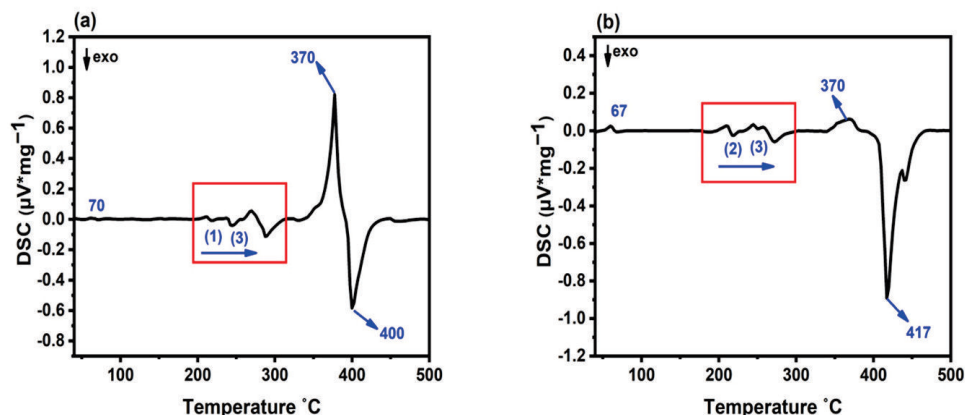 (a)
↓exo
DSC (µV*mg−1)
1.2
1.0
0.8
0.6
0.4
0.2
0.0
-0.2
-0.4
-0.6
-0.8
370
70
(1) (3)
400
100 200 300 400 500
Temperature ˚C
(b)
↓exo
DSC (µV*mg−1)
0.4
0.2
0.0
-0.2
-0.4
-0.6
-0.8
-1.0
-1.2
67
370
(2) (3)
417
100 200 300 400 500
Temperature ˚C